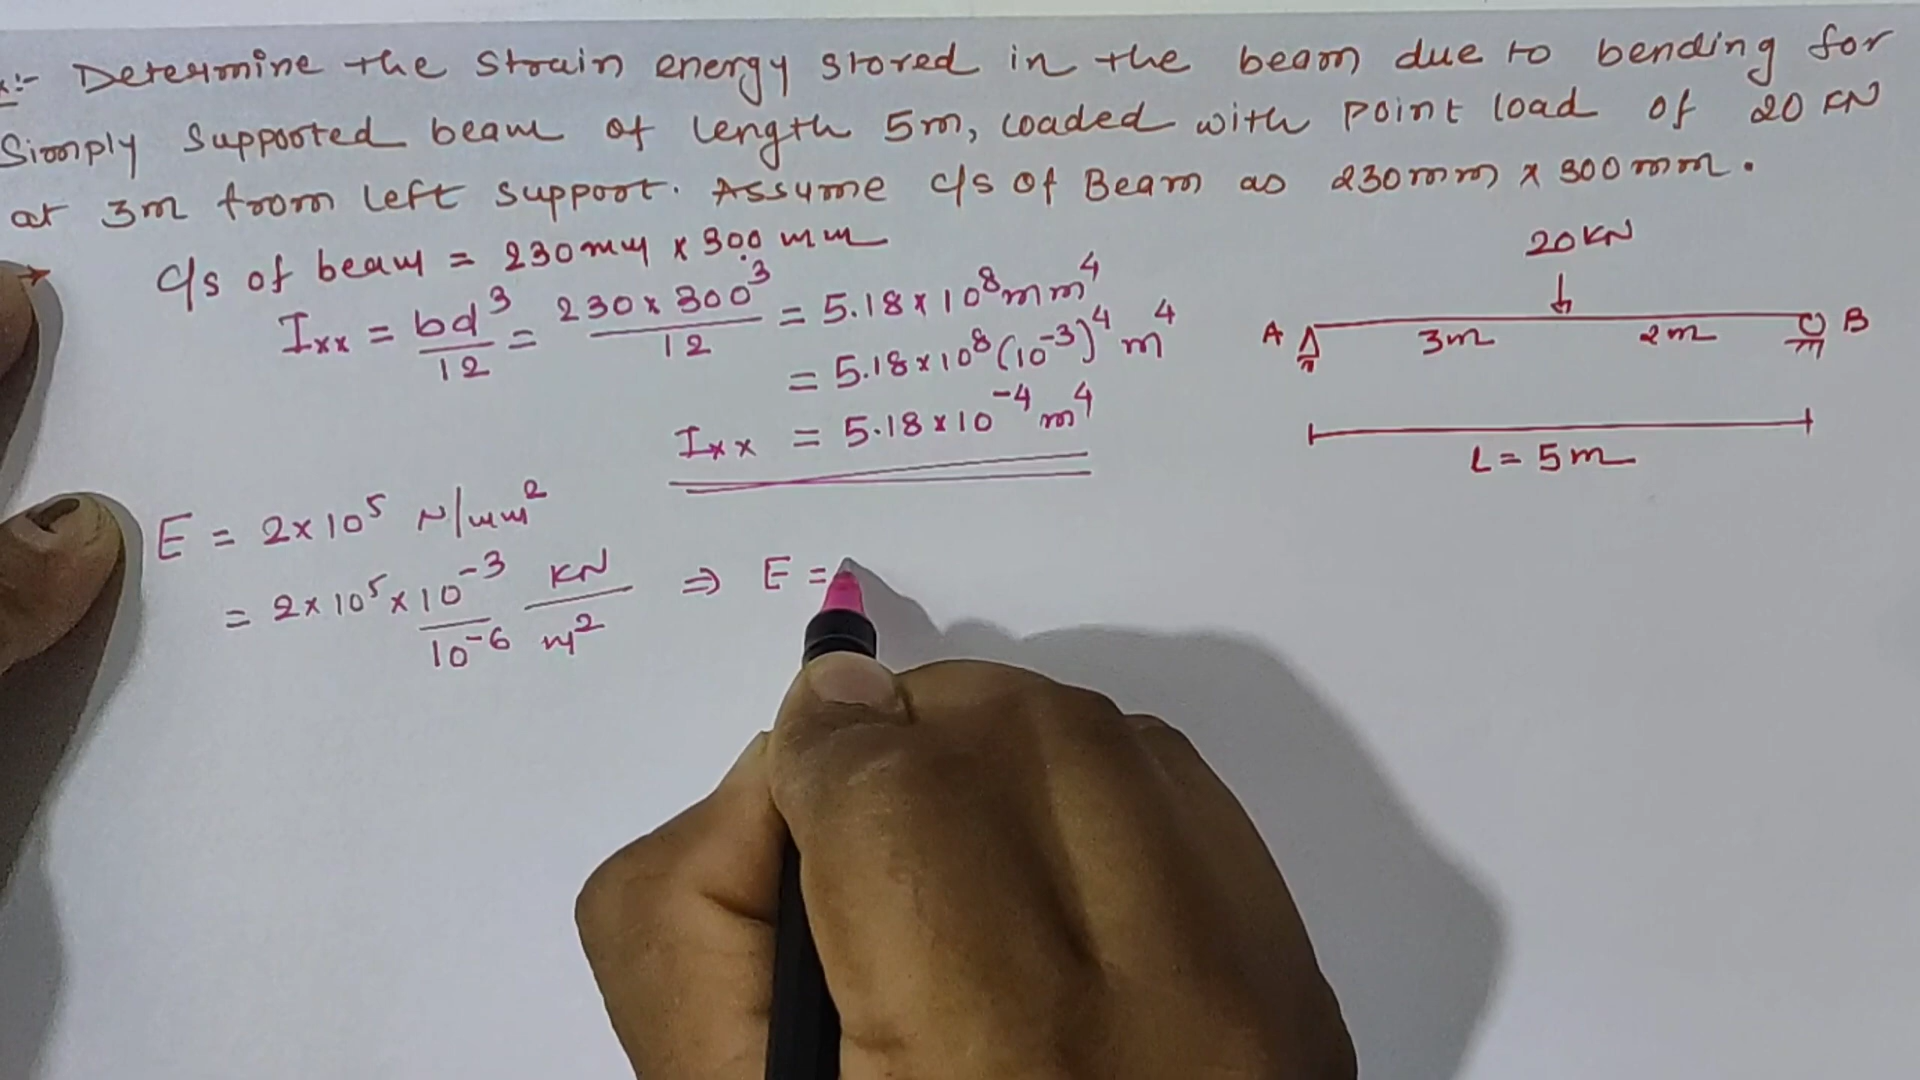 :- Determine the strain energy stored in the beam due to bending for
Simply supported beam of length 5m, loaded with point load of 20 KN
at 3m from left support. Assume c/s of Beam as 230mm x 300mm.
C/s of beam = 230mm x 300 mm
Ixx = bd³/12 = 230 x 300³/12 = 5.18 x 10⁸ mm⁴
= 5.18 x 10⁸ (10⁻³)⁴ m⁴
Ixx = 5.18 x 10⁻⁴ m⁴
20KN
A 3m 2m B
L = 5m
E = 2 x 10⁵ N/mm²
= 2 x 10⁵ x 10⁻³/10⁻⁶ KN/m² ⇒ E =